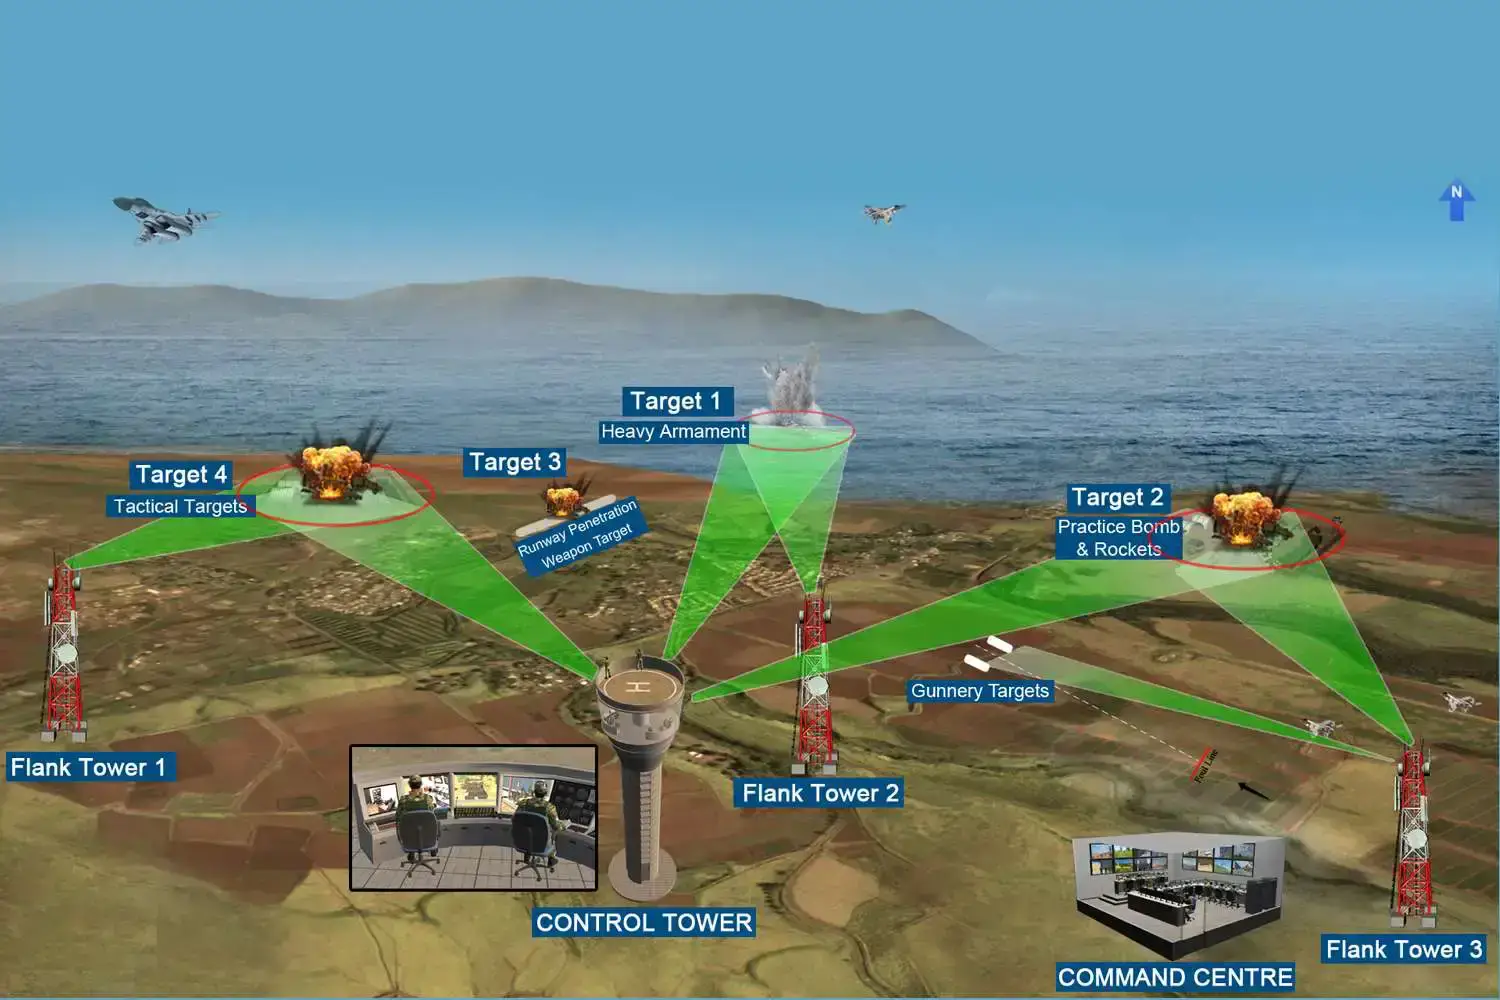 N
Target 1
Heavy Armament
Target 4
Tactical Targets
Target 3
Runway Penetration
Weapon Target
Target 2
Practice Bomb
& Rockets
Gunnery Targets
Flank Tower 1
H
Flank Tower 2
CONTROL TOWER
Flank Tower 3
COMMAND CENTRE